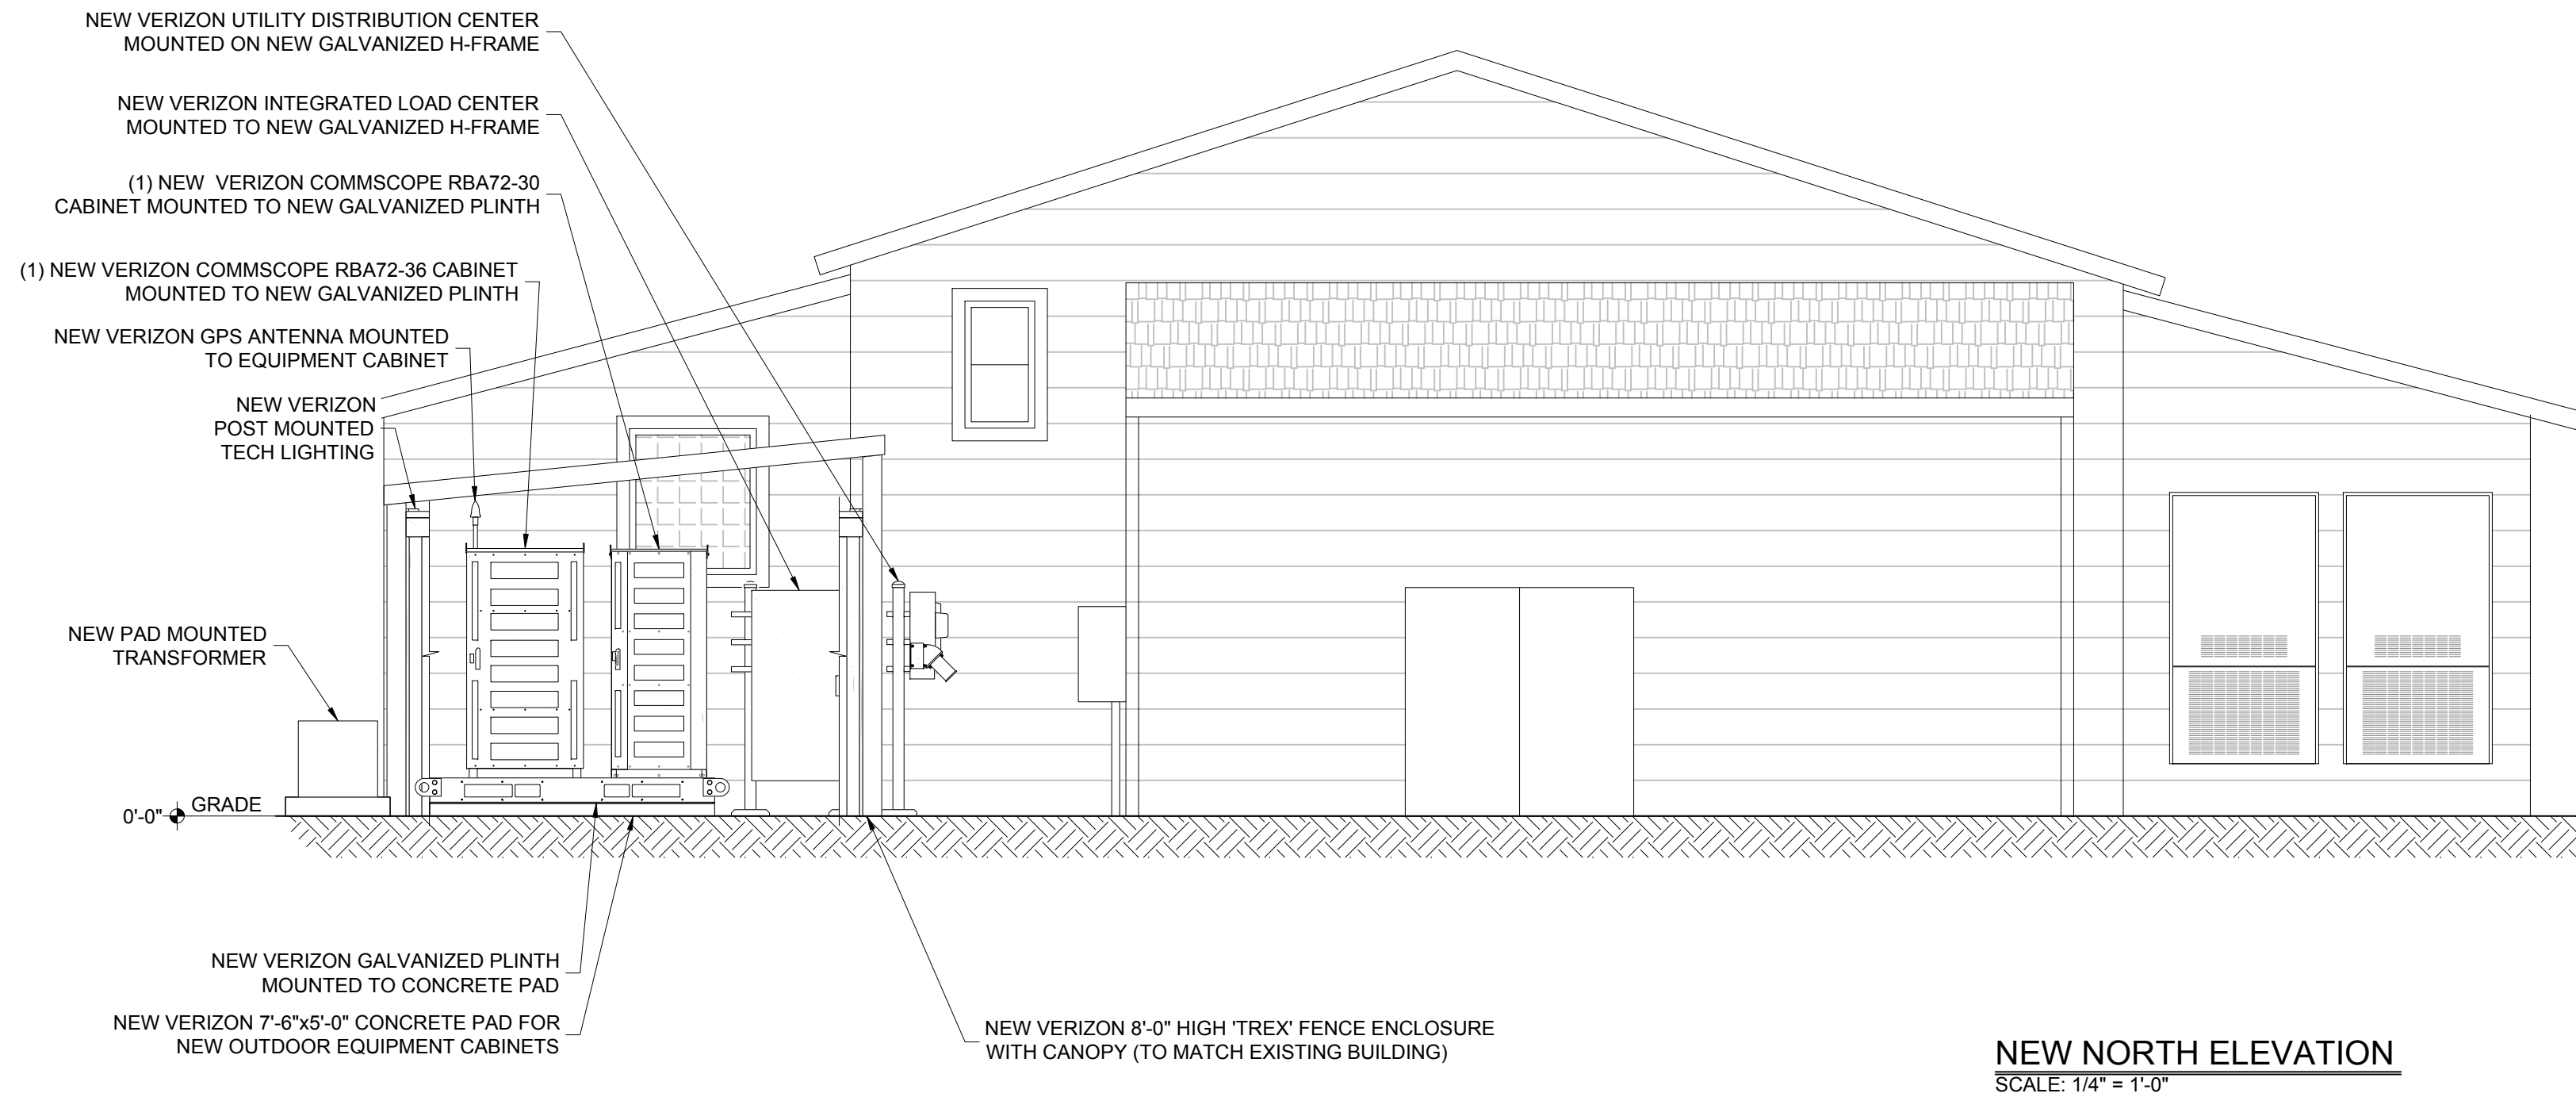 NEW VERIZON UTILITY DISTRIBUTION CENTER
MOUNTED ON NEW GALVANIZED H-FRAME
NEW VERIZON INTEGRATED LOAD CENTER
MOUNTED TO NEW GALVANIZED H-FRAME
(1) NEW  VERIZON COMMSCOPE RBA72-30
CABINET MOUNTED TO NEW GALVANIZED PLINTH
(1) NEW VERIZON COMMSCOPE RBA72-36 CABINET
MOUNTED TO NEW GALVANIZED PLINTH
NEW VERIZON GPS ANTENNA MOUNTED
TO EQUIPMENT CABINET
NEW VERIZON
POST MOUNTED
TECH LIGHTING
NEW PAD MOUNTED
TRANSFORMER
0'-0" GRADE
NEW VERIZON GALVANIZED PLINTH
MOUNTED TO CONCRETE PAD
NEW VERIZON 7'-6"x5'-0" CONCRETE PAD FOR
NEW OUTDOOR EQUIPMENT CABINETS
NEW VERIZON 8'-0" HIGH 'TREX' FENCE ENCLOSURE
WITH CANOPY (TO MATCH EXISTING BUILDING)
NEW NORTH ELEVATION
SCALE: 1/4" = 1'-0"